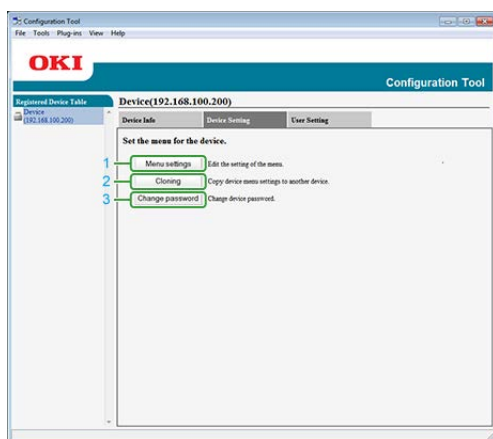 Configuration Tool
File Tools Plug-ins View Help
OKI
Configuration Tool
Registered Device Table
Device
(192.168.100.200)
Device(192.168.100.200)
Device Info Device Setting User Setting
Set the menu for the device.
1 Menu settings Edit the setting of the menu.
2 Cloning Copy device menu settings to another device.
3 Change password Change device password.